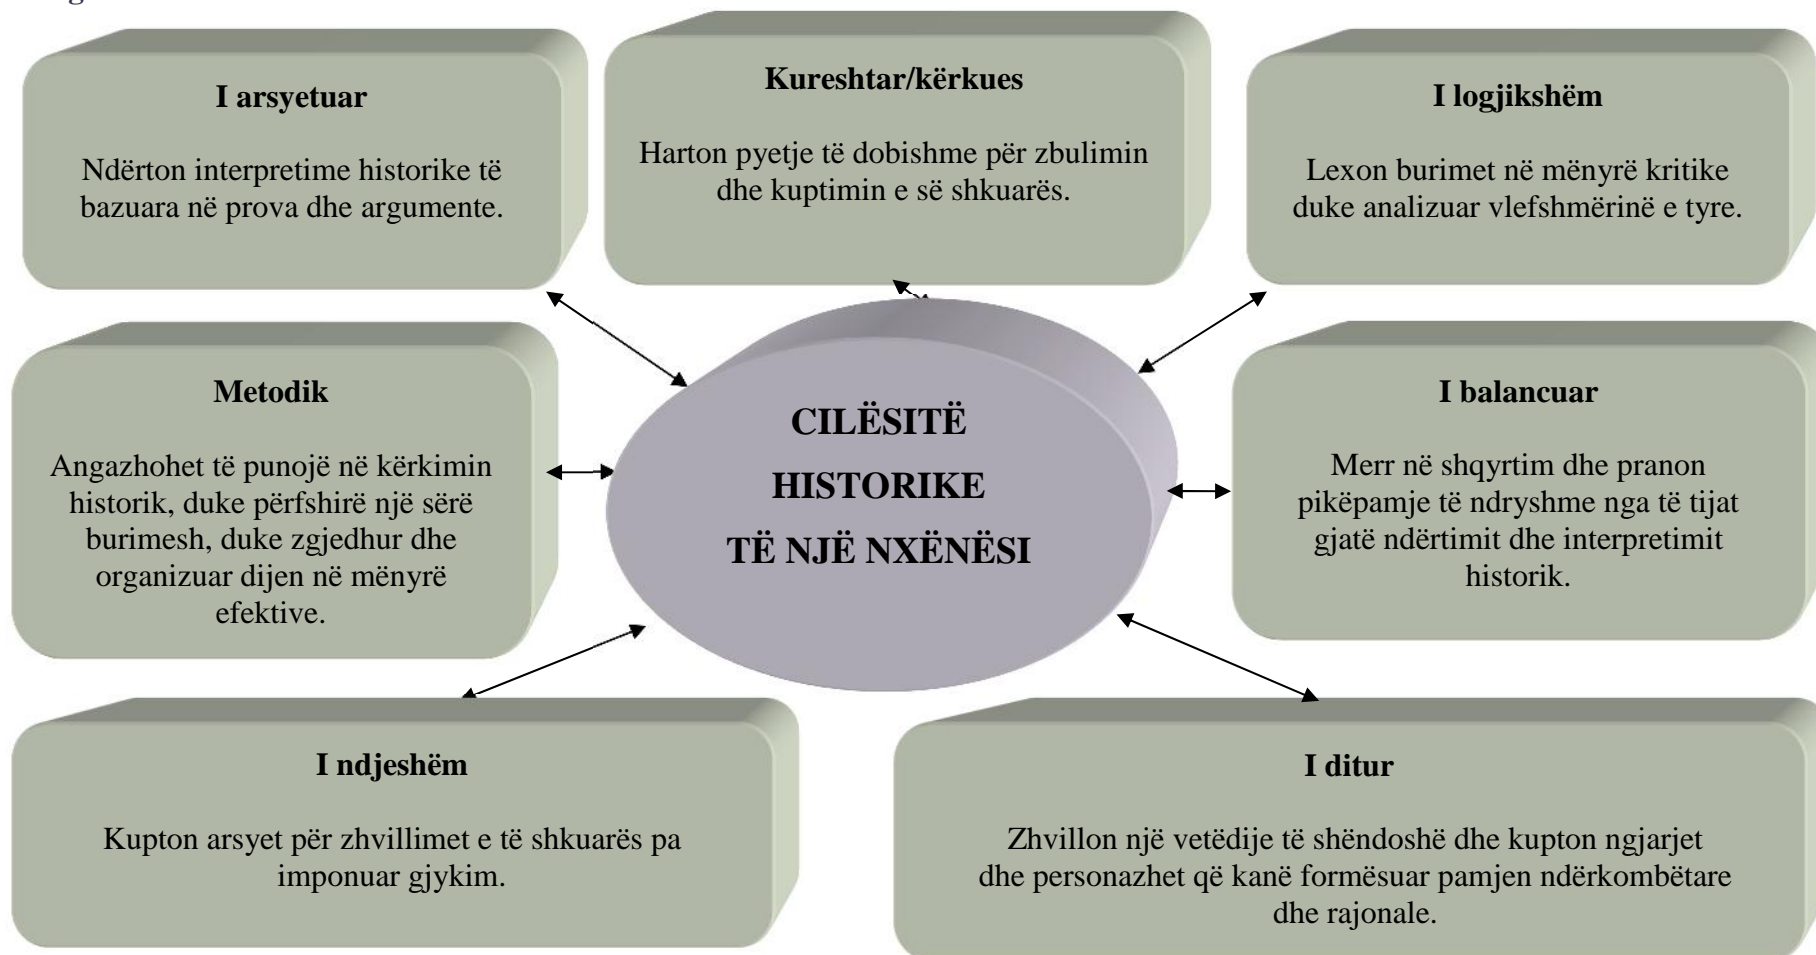 I arsyetuar
Ndërton interpretime historike të
bazuara në prova dhe argumente.
Kureshtar/kërkues
Harton pyetje të dobishme për zbulimin
dhe kuptimin e së shkuarës.
I logjikshëm
Lexon burimet në mënyrë kritike
duke analizuar vlefshmërinë e tyre.
Metodik
Angazhohet të punojë në kërkimin
historik, duke përfshirë një sërë
burimesh, duke zgjedhur dhe
organizuar dijen në mënyrë
efektive.
CILËSITË
HISTORIKE
TË NJË NXËNËSI
I balancuar
Merr në shqyrtim dhe pranon
pikëpamje të ndryshme nga të tijat
gjatë ndërtimit dhe interpretimit
historik.
I ndjeshëm
Kupton arsyet për zhvillimet e të shkuarës pa
imponuar gjykim.
I ditur
Zhvillon një vetëdije të shëndoshë dhe kupton ngjarjet
dhe personazhet që kanë formësuar pamjen ndërkombëtare
dhe rajonale.